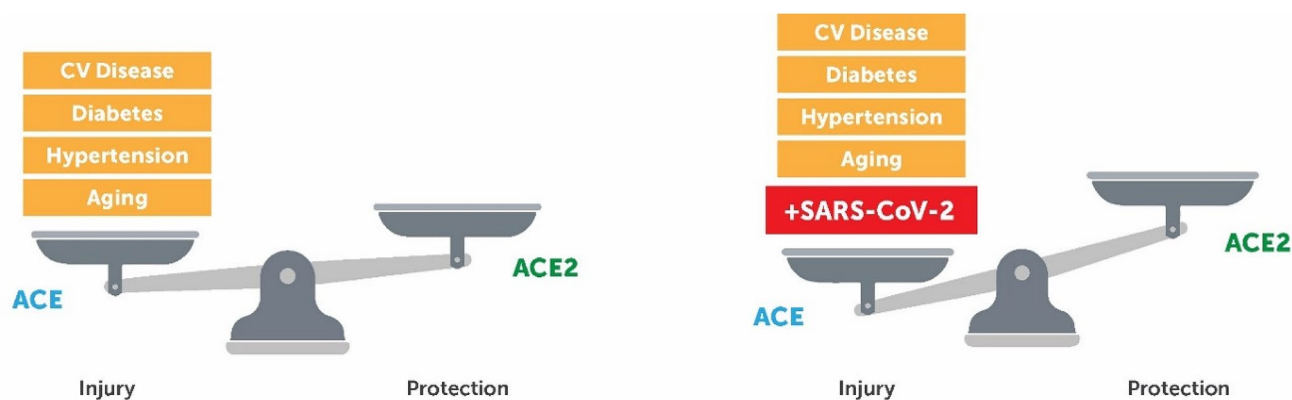 CV Disease
Diabetes
Hypertension
Aging
ACE
ACE2
Injury
Protection
CV Disease
Diabetes
Hypertension
Aging
+SARS-CoV-2
ACE
ACE2
Injury
Protection